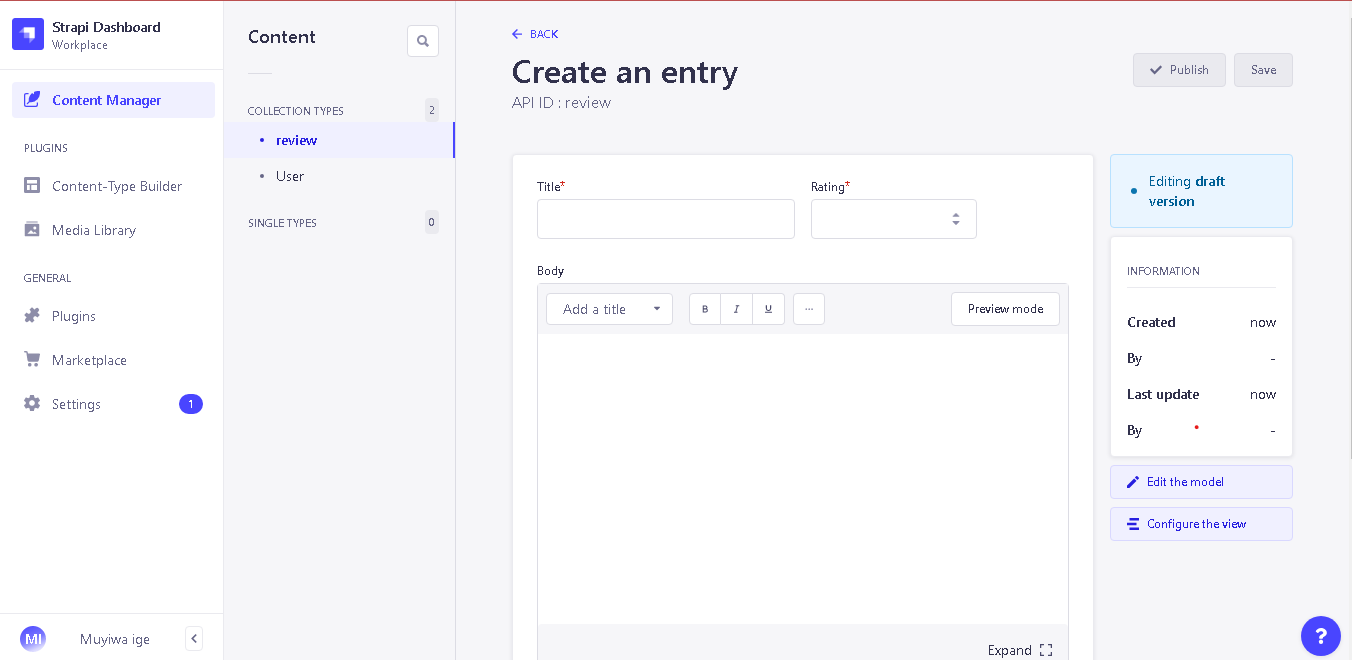 Strapi Dashboard
Workplace
Content Manager
PLUGINS
Content-Type Builder
Media Library
GENERAL
Plugins
Marketplace
Settings
1
MI
Muyiwa ige
Content
COLLECTION TYPES
2
review
User
SINGLE TYPES
0
BACK
Create an entry
API ID : review
Publish
Save
Title*
Rating*
Body
Add a title
B
I
U
...
Preview mode
Expand
Editing draft
version
INFORMATION
Created
now
By
-
Last update
now
By
-
Edit the model
Configure the view
?